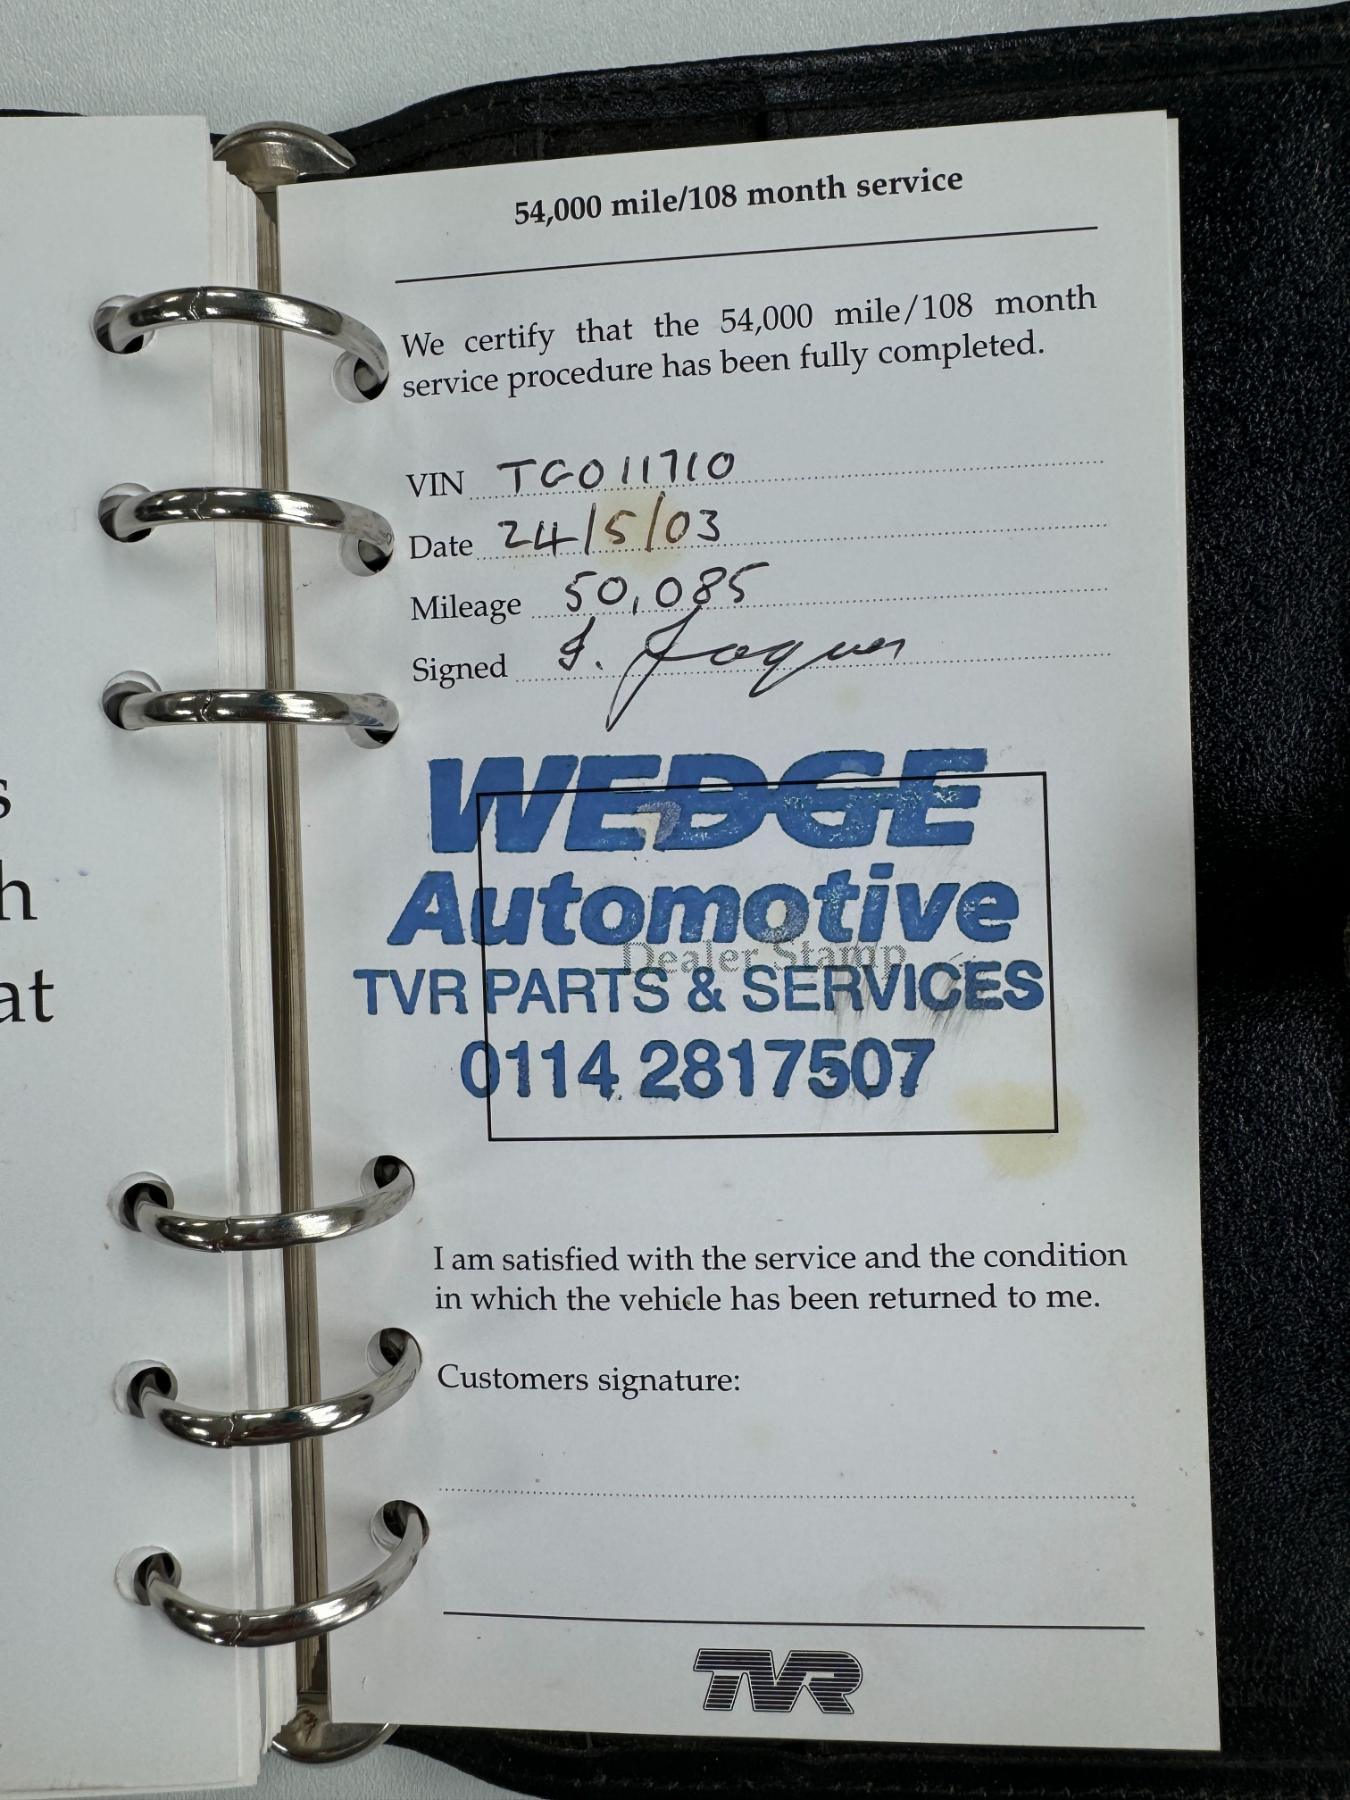 s
h
at
54,000 mile/108 month service
We certify that the 54,000 mile/108 month
service procedure has been fully completed.
VIN TG011710
Date 24/5/03
Mileage 50,085
Signed J. Jaques
WEDGE
Automotive
Dealer Stamp
TVR PARTS & SERVICES
0114 2817507
I am satisfied with the service and the condition
in which the vehicle has been returned to me.
Customers signature:
TVR